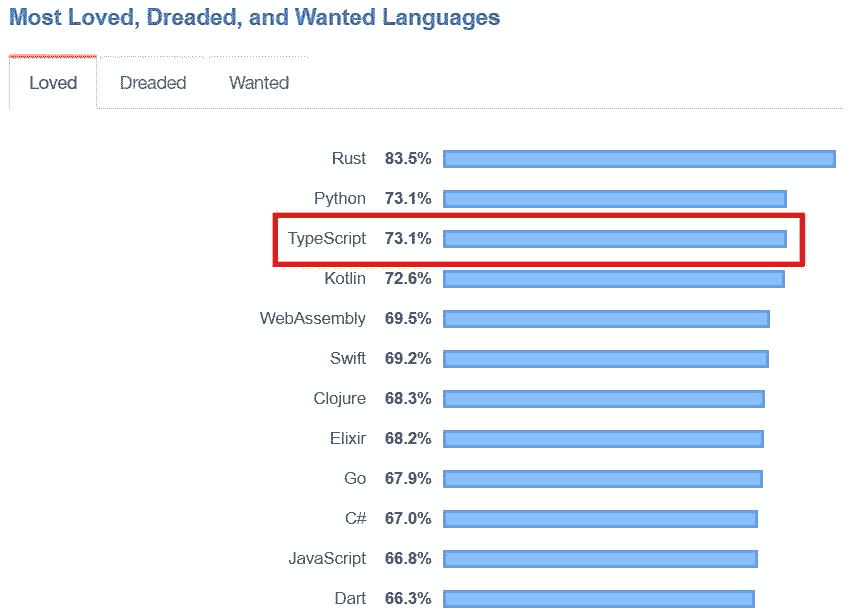 Most Loved, Dreaded, and Wanted Languages
Loved Dreaded Wanted
Rust 83.5%
Python 73.1%
TypeScript 73.1%
Kotlin 72.6%
WebAssembly 69.5%
Swift 69.2%
Clojure 68.3%
Elixir 68.2%
Go 67.9%
C# 67.0%
JavaScript 66.8%
Dart 66.3%